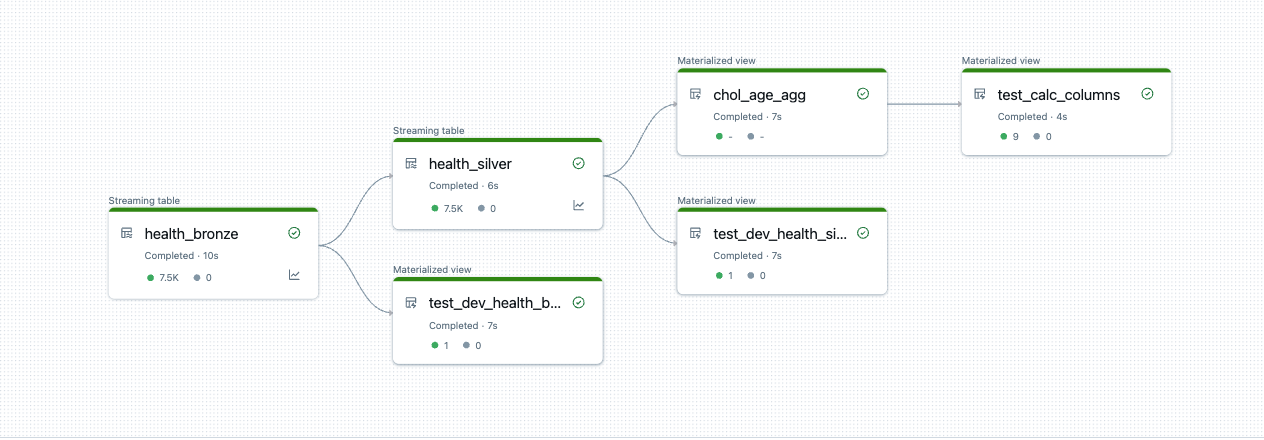 Streaming table
health_bronze
Completed · 10s
7.5K 0
Streaming table
health_silver
Completed · 6s
7.5K 0
Materialized view
test_dev_health_b...
Completed · 7s
1 0
Materialized view
chol_age_agg
Completed · 7s
- -
Materialized view
test_dev_health_si...
Completed · 7s
1 0
Materialized view
test_calc_columns
Completed · 4s
9 0